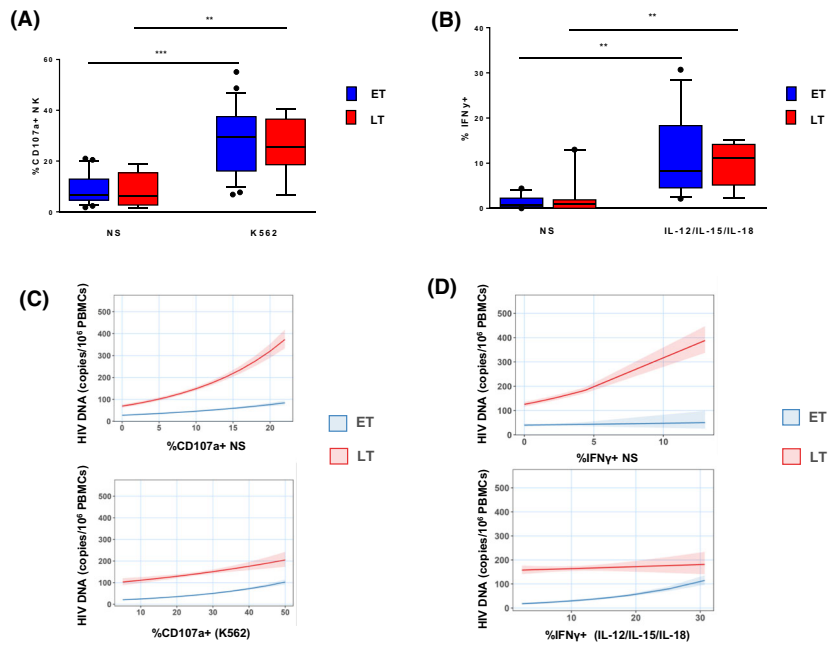 (A)
**
***
60
40
20
0
%CD107a+ NK
NS
K562
ET
LT
(B)
**
**
40
30
20
10
0
% IFNγ+
NS
IL-12/IL-15/IL-18
ET
LT
(C)
HIV DNA (copies/10⁶ PBMCs)
500
400
300
200
100
0
0 5 10 15 20
%CD107a+ NS
HIV DNA (copies/10⁶ PBMCs)
500
400
300
200
100
0
10 20 30 40 50
%CD107a+ (K562)
ET
LT
(D)
HIV DNA (copies/10⁶ PBMCs)
500
400
300
200
100
0
0 5 10
%IFNγ+ NS
HIV DNA (copies/10⁶ PBMCs)
500
400
300
200
100
0
10 20 30
%IFNγ+ (IL-12/IL-15/IL-18)
ET
LT